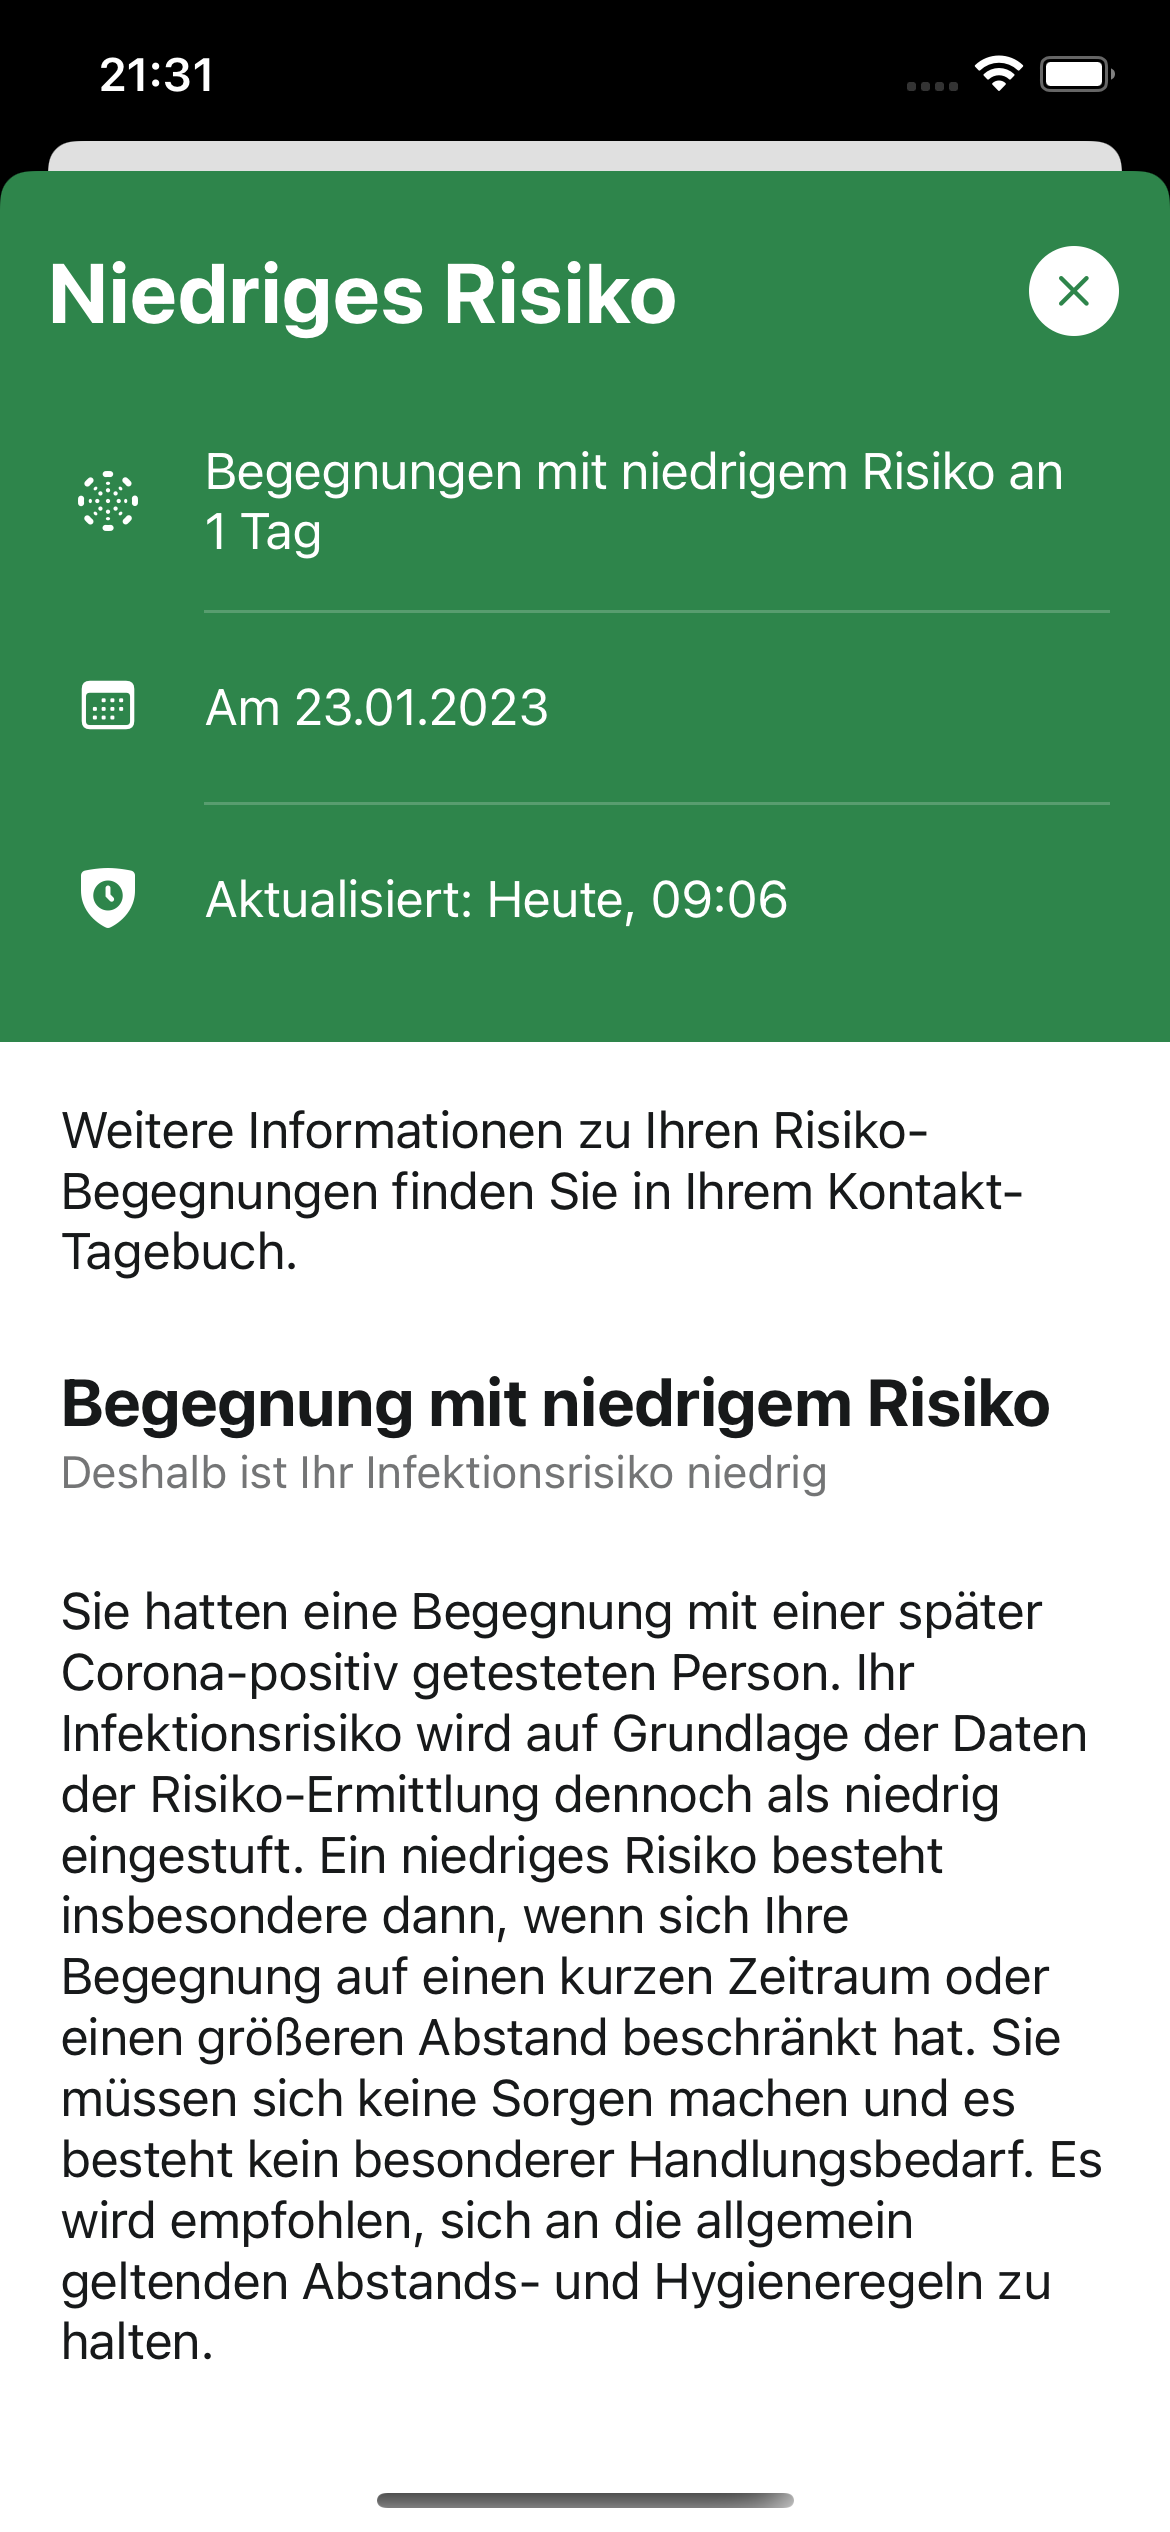 21:31
Niedriges Risiko
Begegnungen mit niedrigem Risiko an
1 Tag
Am 23.01.2023
Aktualisiert: Heute, 09:06
Weitere Informationen zu Ihren Risiko-
Begegnungen finden Sie in Ihrem Kontakt-
Tagebuch.
Begegnung mit niedrigem Risiko
Deshalb ist Ihr Infektionsrisiko niedrig
Sie hatten eine Begegnung mit einer später
Corona-positiv getesteten Person. Ihr
Infektionsrisiko wird auf Grundlage der Daten
der Risiko-Ermittlung dennoch als niedrig
eingestuft. Ein niedriges Risiko besteht
insbesondere dann, wenn sich Ihre
Begegnung auf einen kurzen Zeitraum oder
einen größeren Abstand beschränkt hat. Sie
müssen sich keine Sorgen machen und es
besteht kein besonderer Handlungsbedarf. Es
wird empfohlen, sich an die allgemein
geltenden Abstands- und Hygieneregeln zu
halten.